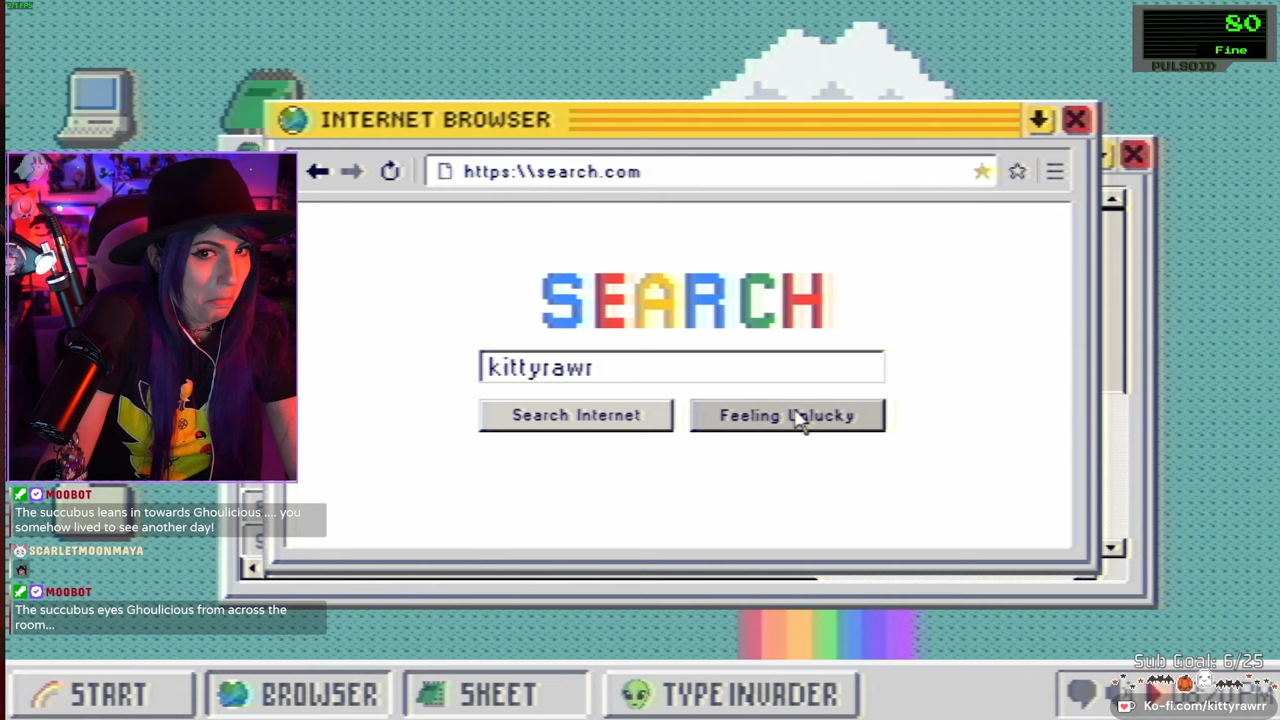 80
Fine
PULSOID
INTERNET BROWSER
https:\\search.com
SEARCH
kittyrawr
Search Internet
Feeling Unlucky
MOOBOT
The succubus leans in towards Ghoulicious .... you
somehow lived to see another day!
SCARLETMOONMAYA
MOOBOT
The succubus eyes Ghoulicious from across the
room...
Sub Goal: 6/25
START
BROWSER
SHEET
TYPE INVADER
Ko-fi.com/kittyrawrr